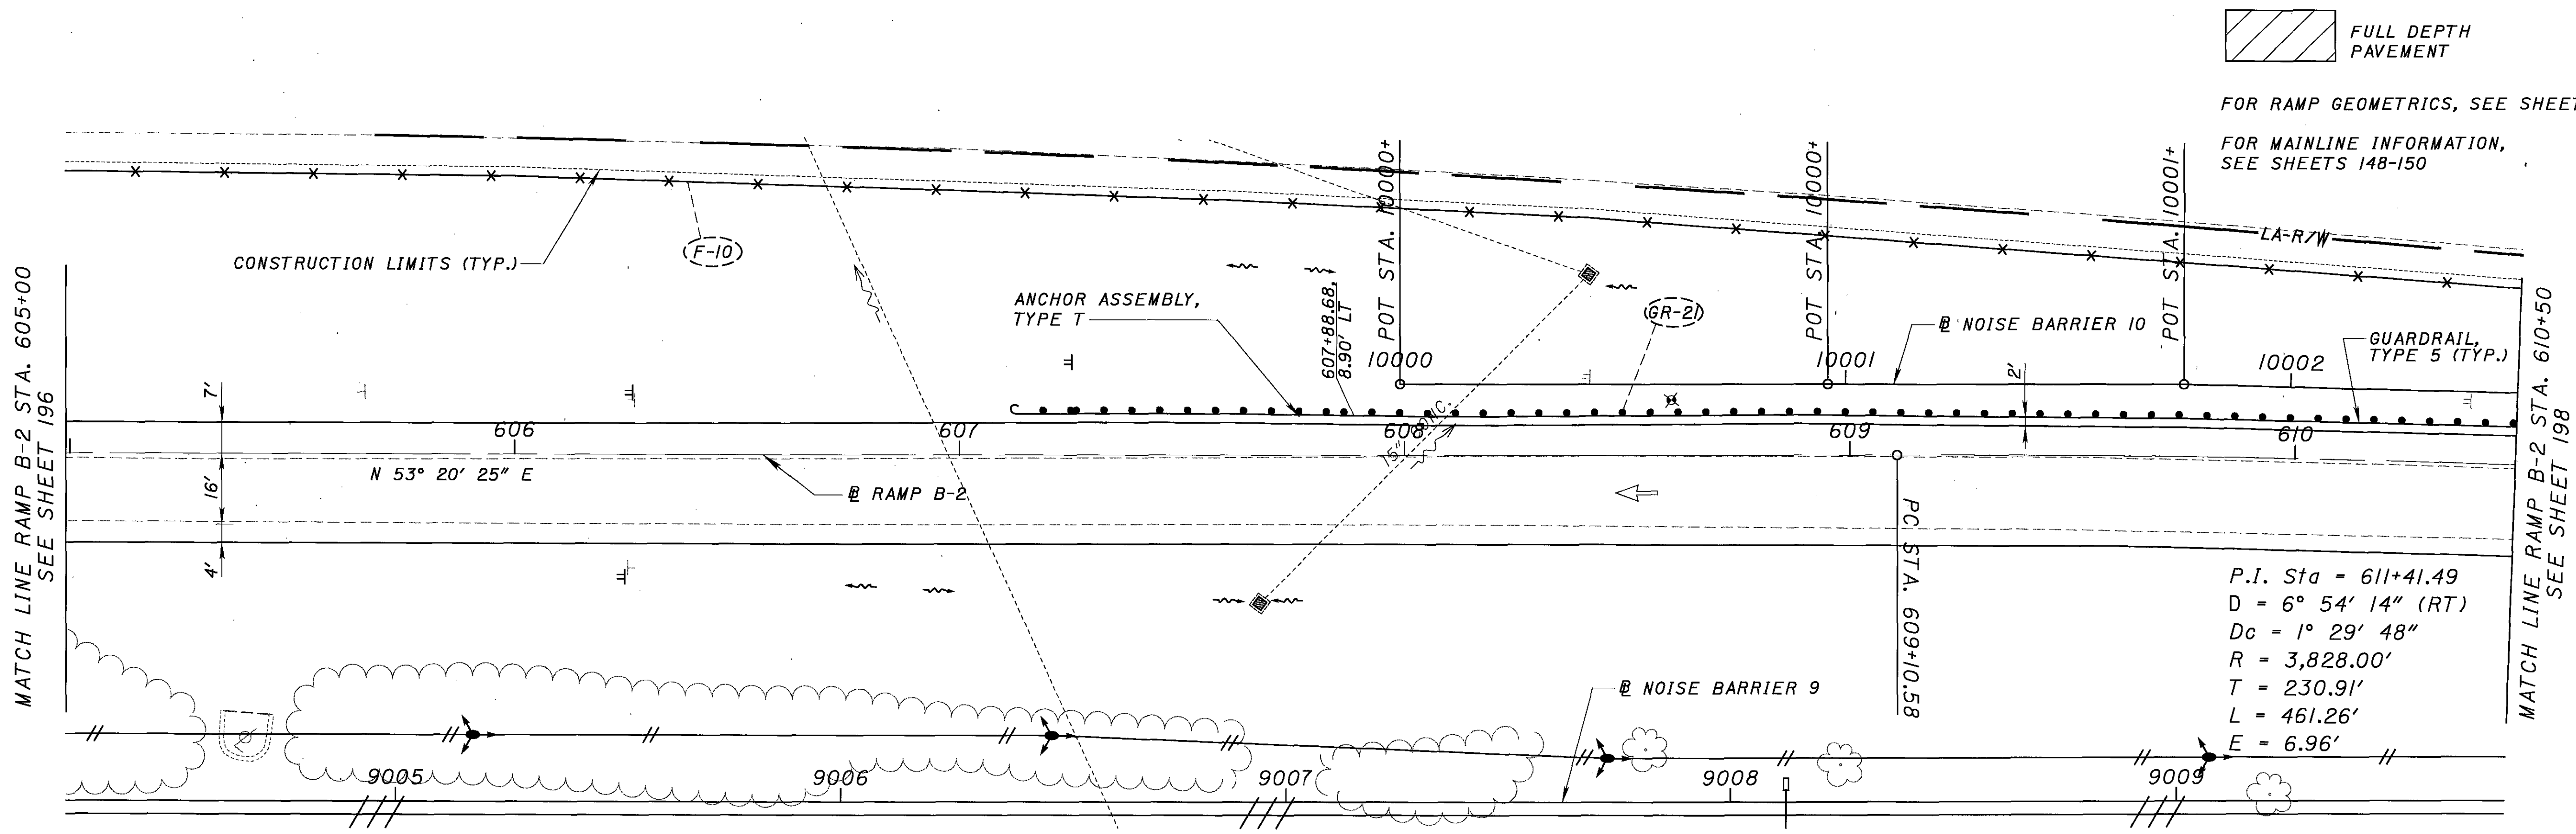 FULL DEPTH
PAVEMENT
FOR RAMP GEOMETRICS, SEE SHEET
FOR MAINLINE INFORMATION,
SEE SHEETS 148-150
MATCH LINE RAMP B-2 STA. 605+00
SEE SHEET 196
CONSTRUCTION LIMITS (TYP.)
F-10
ANCHOR ASSEMBLY,
TYPE T
607+88.68,
8.90' LT
POT STA. 10000+
POT STA. 10000+
POT STA. 10001+
LA-R/W
GR-21
℄ NOISE BARRIER 10
GUARDRAIL,
TYPE 5 (TYP.)
10000
10001
10002
2'
7'
16'
4'
606
607
608
609
610
15" CONC.
N 53° 20' 25" E
℄ RAMP B-2
PC STA. 609+10.58
P.I. Sta = 611+41.49
D = 6° 54' 14" (RT)
Dc = 1° 29' 48"
R = 3,828.00'
T = 230.91'
L = 461.26'
E = 6.96'
℄ NOISE BARRIER 9
9005
9006
9007
9008
9009
MATCH LINE RAMP B-2 STA. 610+50
SEE SHEET 198